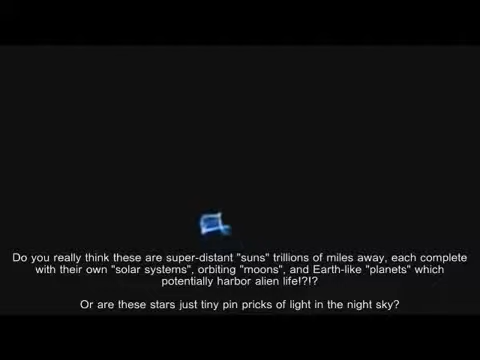 Do you really think these are super-distant "suns" trillions of miles away, each complete
with their own "solar systems", orbiting "moons", and Earth-like "planets" which
potentially harbor alien life!?!?
Or are these stars just tiny pin pricks of light in the night sky?